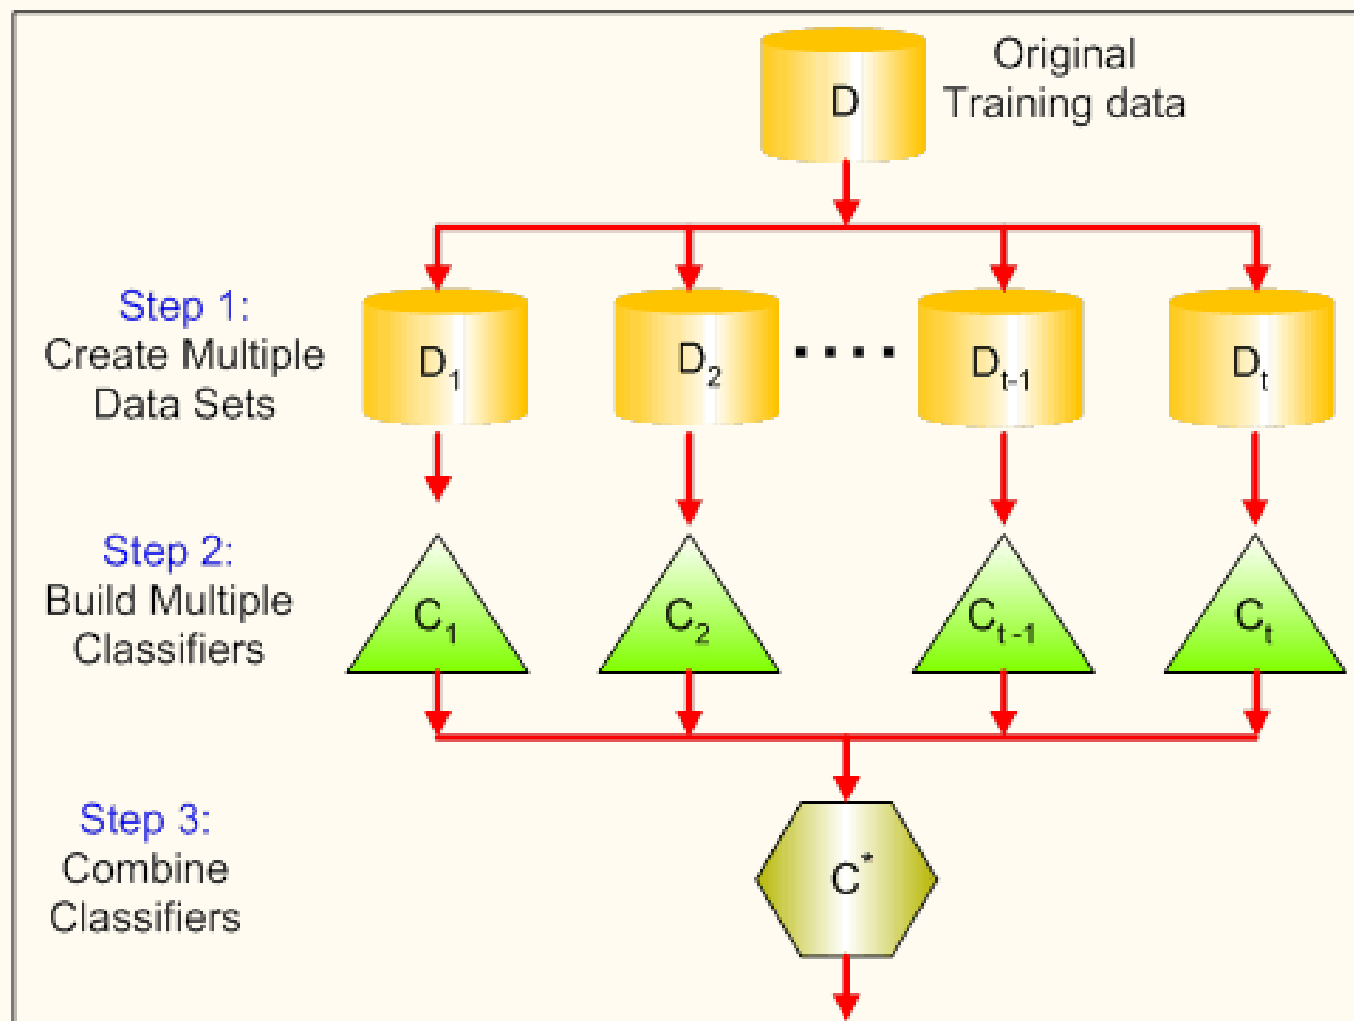 D
Original
Training data
Step 1:
Create Multiple
Data Sets
D1
D2
....
Dt-1
Dt
Step 2:
Build Multiple
Classifiers
C1
C2
Ct-1
Ct
Step 3:
Combine
Classifiers
C*